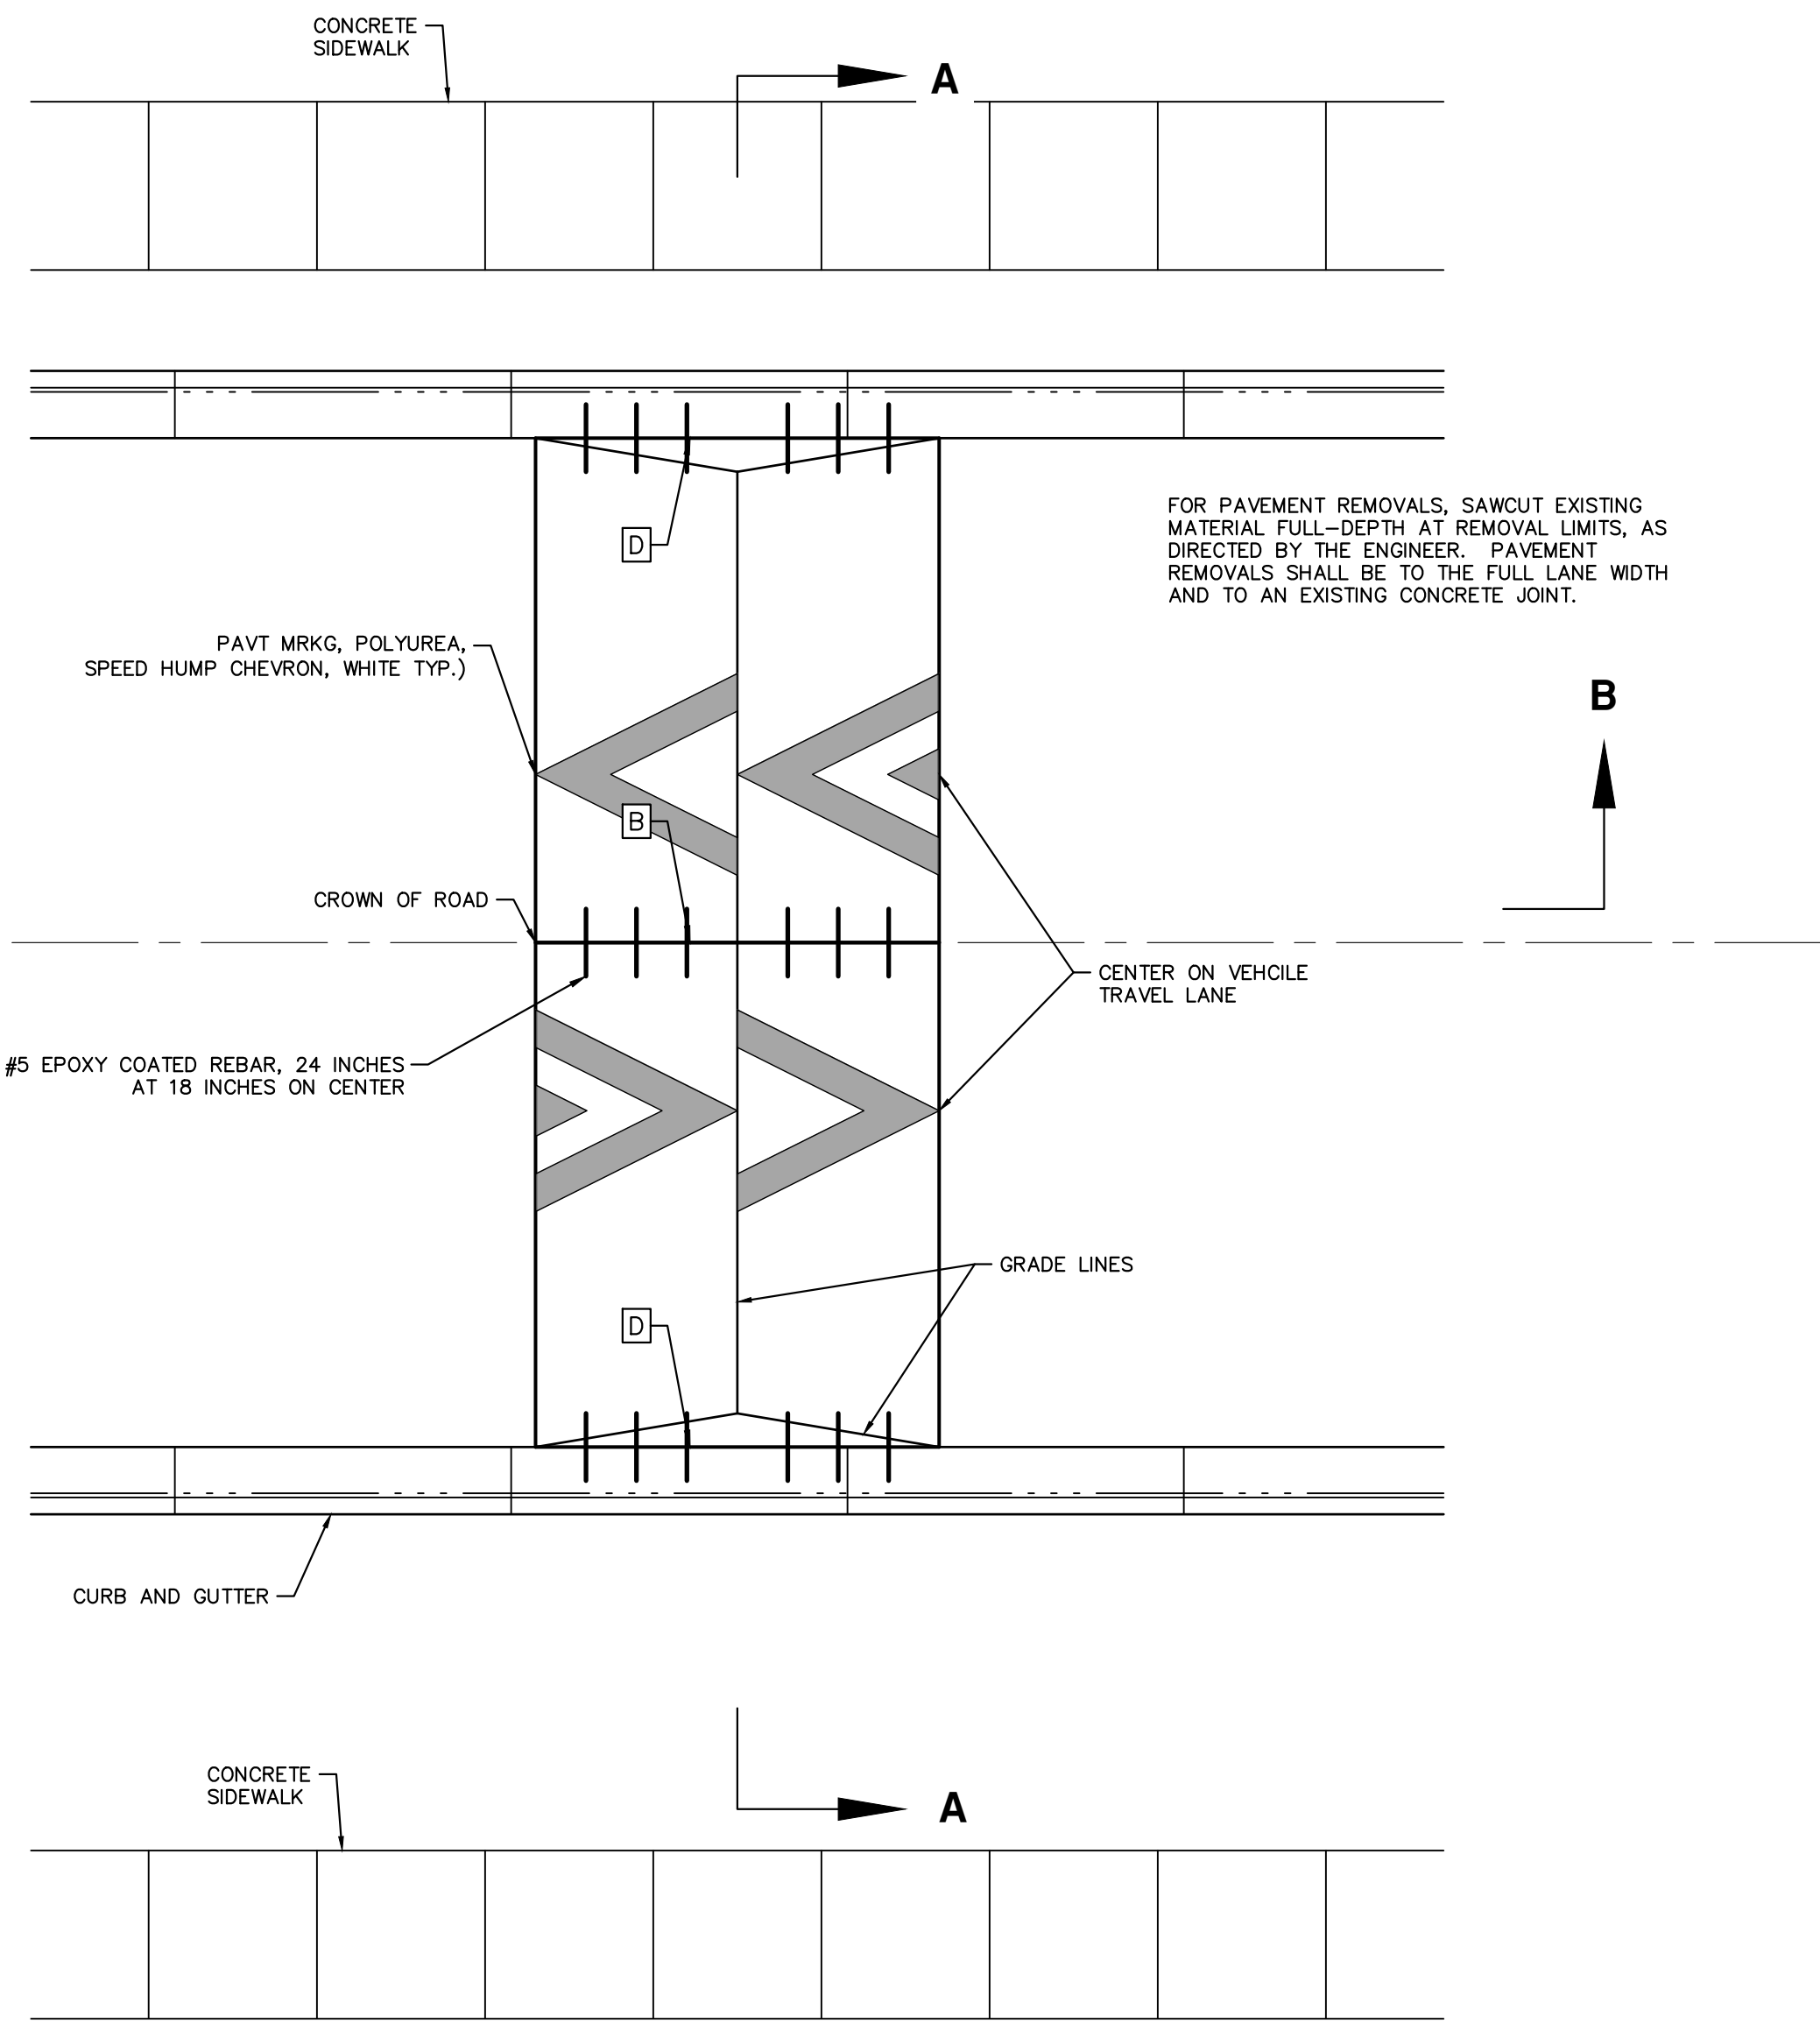 CONCRETE
SIDEWALK
A
D
FOR PAVEMENT REMOVALS, SAWCUT EXISTING
MATERIAL FULL-DEPTH AT REMOVAL LIMITS, AS
DIRECTED BY THE ENGINEER. PAVEMENT
REMOVALS SHALL BE TO THE FULL LANE WIDTH
AND TO AN EXISTING CONCRETE JOINT.
PAVT MRKG, POLYUREA,
SPEED HUMP CHEVRON, WHITE TYP.)
B
B
CROWN OF ROAD
CENTER ON VEHCILE
TRAVEL LANE
#5 EPOXY COATED REBAR, 24 INCHES
AT 18 INCHES ON CENTER
GRADE LINES
D
CURB AND GUTTER
CONCRETE
SIDEWALK
A